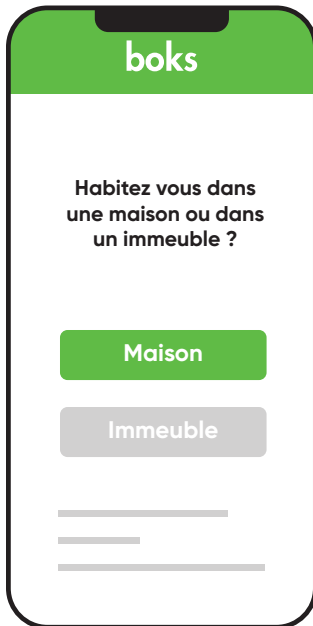 boks
Habitez vous dans
une maison ou dans
un immeuble ?
Maison
Immeuble